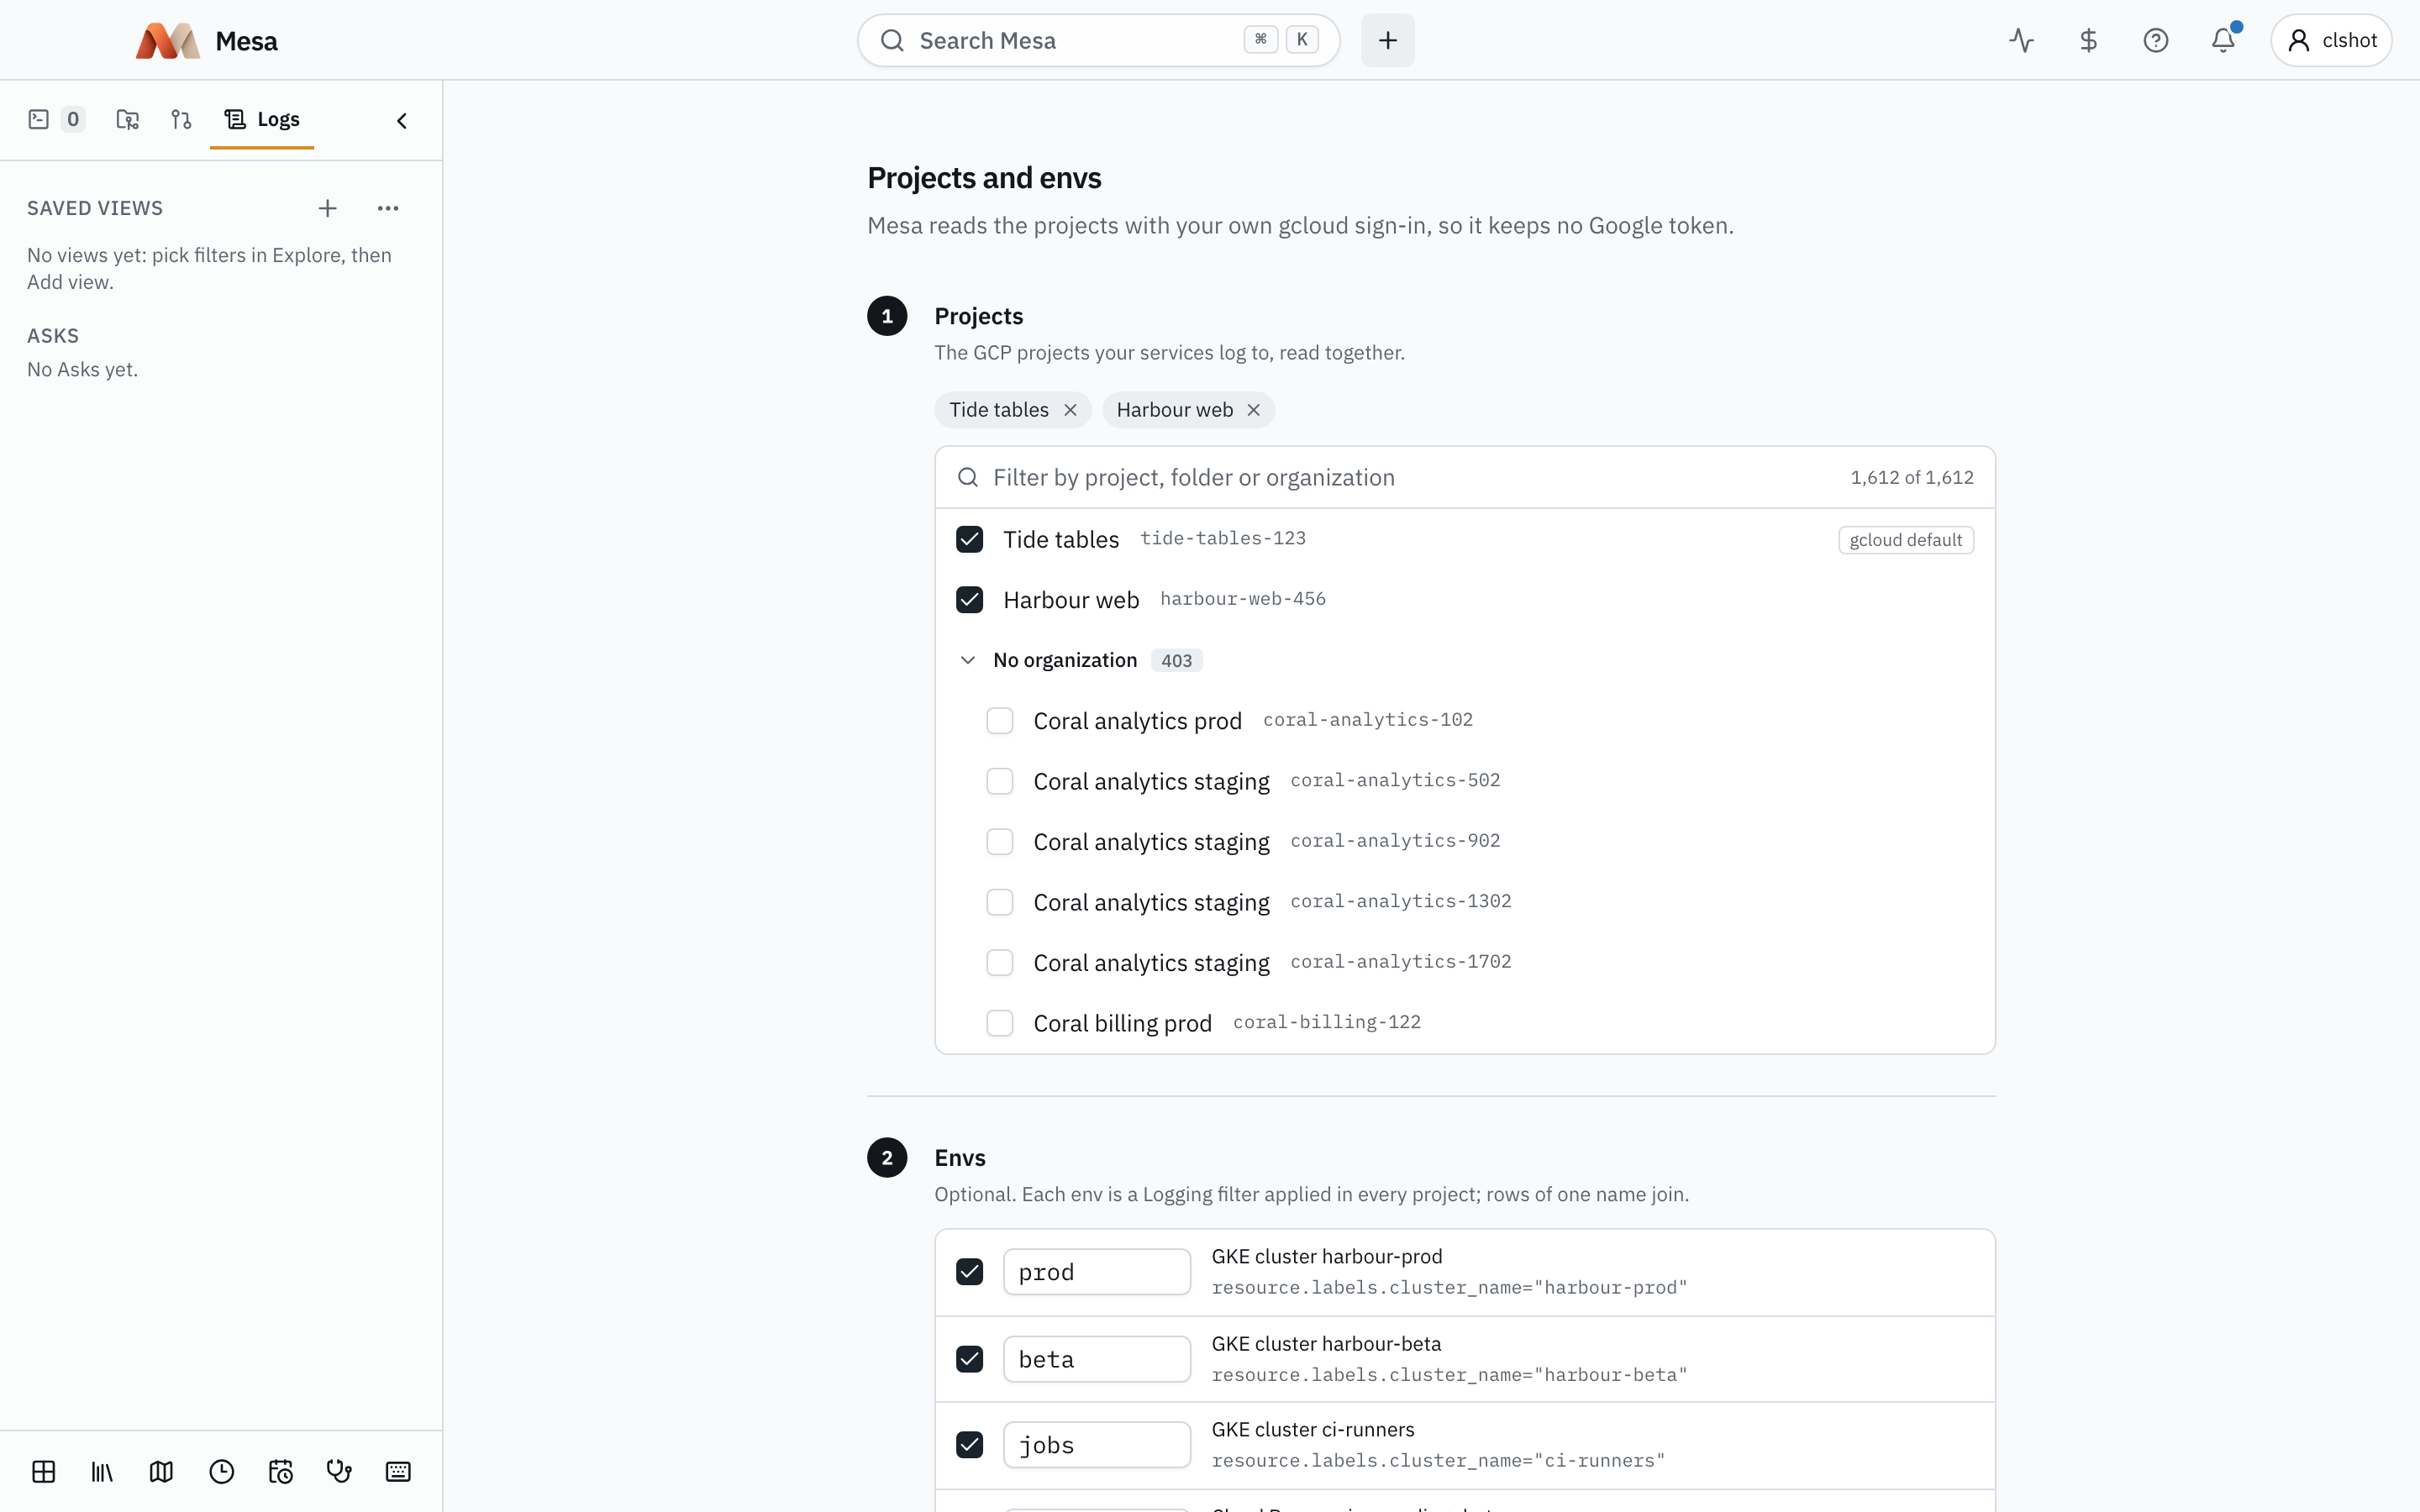 Mesa
Search Mesa
⌘ K
clshot
0
Logs
SAVED VIEWS
No views yet: pick filters in Explore, then
Add view.
ASKS
No Asks yet.
Projects and envs
Mesa reads the projects with your own gcloud sign-in, so it keeps no Google token.
1 Projects
The GCP projects your services log to, read together.
Tide tables
Harbour web
Filter by project, folder or organization
1,612 of 1,612
Tide tables tide-tables-123 gcloud default
Harbour web harbour-web-456
No organization 403
Coral analytics prod coral-analytics-102
Coral analytics staging coral-analytics-502
Coral analytics staging coral-analytics-902
Coral analytics staging coral-analytics-1302
Coral analytics staging coral-analytics-1702
Coral billing prod coral-billing-122
2 Envs
Optional. Each env is a Logging filter applied in every project; rows of one name join.
prod
GKE cluster harbour-prod
resource.labels.cluster_name="harbour-prod"
beta
GKE cluster harbour-beta
resource.labels.cluster_name="harbour-beta"
jobs
GKE cluster ci-runners
resource.labels.cluster_name="ci-runners"